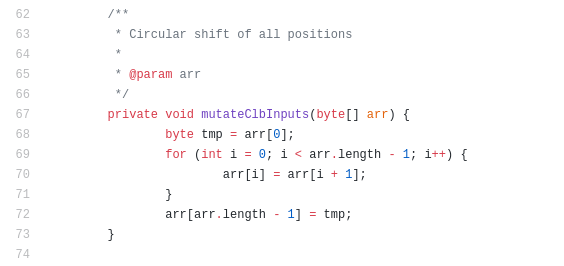 62 /**
63  * Circular shift of all positions
64  *
65  * @param arr
66  */
67 private void mutateClbInputs(byte[] arr) {
68         byte tmp = arr[0];
69         for (int i = 0; i < arr.length - 1; i++) {
70                 arr[i] = arr[i + 1];
71         }
72         arr[arr.length - 1] = tmp;
73 }
74